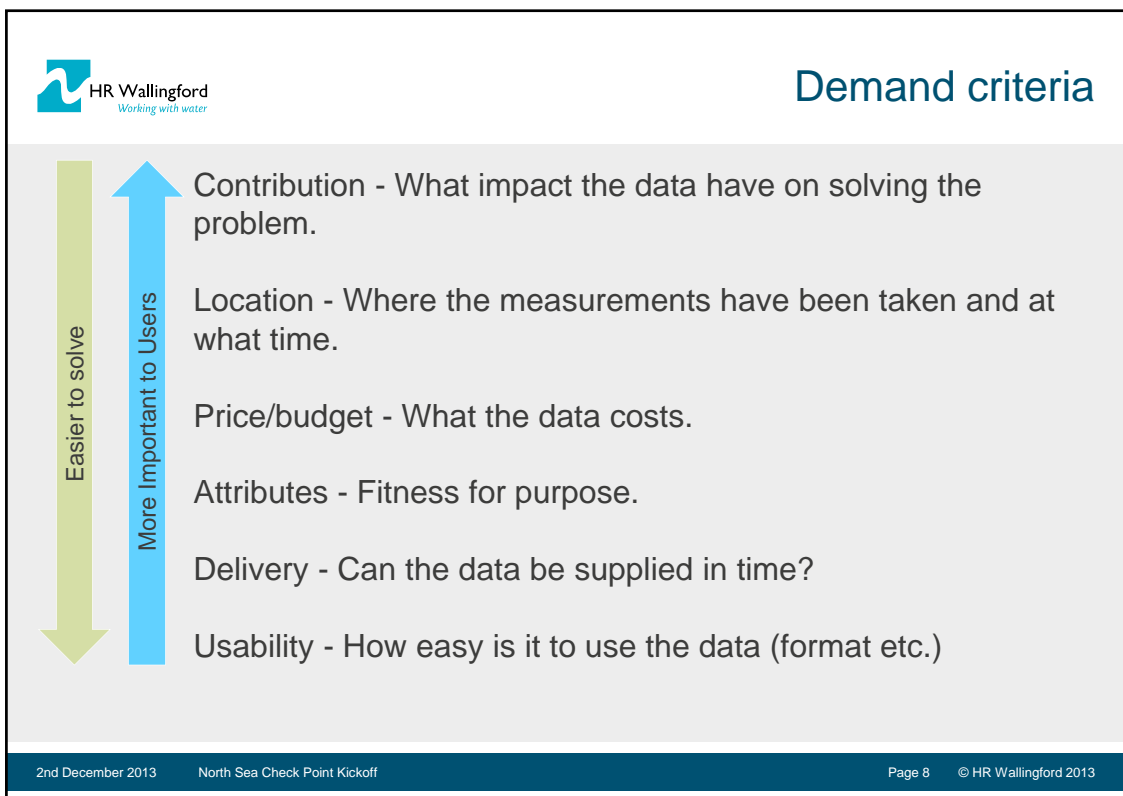 HR Wallingford
Working with water
Demand criteria
Easier to solve
More Important to Users
Contribution - What impact the data have on solving the
problem.
Location - Where the measurements have been taken and at
what time.
Price/budget - What the data costs.
Attributes - Fitness for purpose.
Delivery - Can the data be supplied in time?
Usability - How easy is it to use the data (format etc.)
2nd December 2013 North Sea Check Point Kickoff Page 8 © HR Wallingford 2013